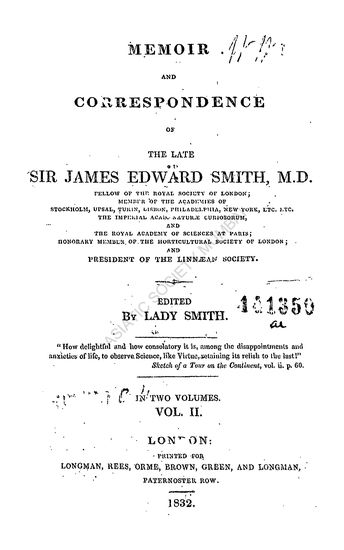 MEMOIR
AND
CORRESPONDENCE
OF
THE LATE
SIR JAMES EDWARD SMITH, M.D.
FELLOW OF THE ROYAL SOCIETY OF LONDON;
MEMBER OF THE ACADEMIES OF
STOCKHOLM, UPSAL, TURIN, LISBON, PHILADELPHIA, NEW YORK, ETC. ETC.
THE IMPERIAL ACAD. NATURÆ CURIOSORUM,
AND
THE ROYAL ACADEMY OF SCIENCES AT PARIS;
HONORARY MEMBER OF THE HORTICULTURAL SOCIETY OF LONDON;
AND
PRESIDENT OF THE LINNÆAN SOCIETY.
EDITED
BY LADY SMITH.
141350
"How delightful and how consolatory it is, among the disappointments and
anxieties of life, to observe Science, like Virtue, retaining its relish to the last!"
Sketch of a Tour on the Continent, vol. ii. p. 60.
IN TWO VOLUMES.
VOL. II.
LONDON:
PRINTED FOR
LONGMAN, REES, ORME, BROWN, GREEN, AND LONGMAN,
PATERNOSTER ROW.
1832.
ASIATIC SOCIETY